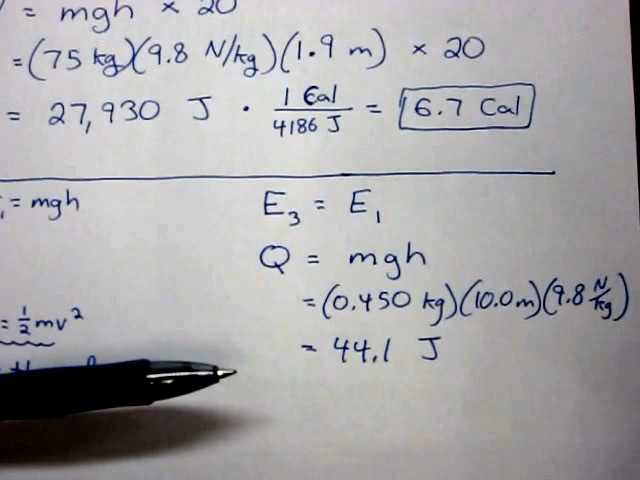 = mgh × 20
= (75 kg)(9.8 N/kg)(1.9 m) × 20
= 27,930 J · 1 Cal / 4186 J = 6.7 Cal
= mgh
E₃ = E₁
Q = mgh
= (0.450 kg)(10.0 m)(9.8 N/kg)
= ½mv²
= 44.1 J